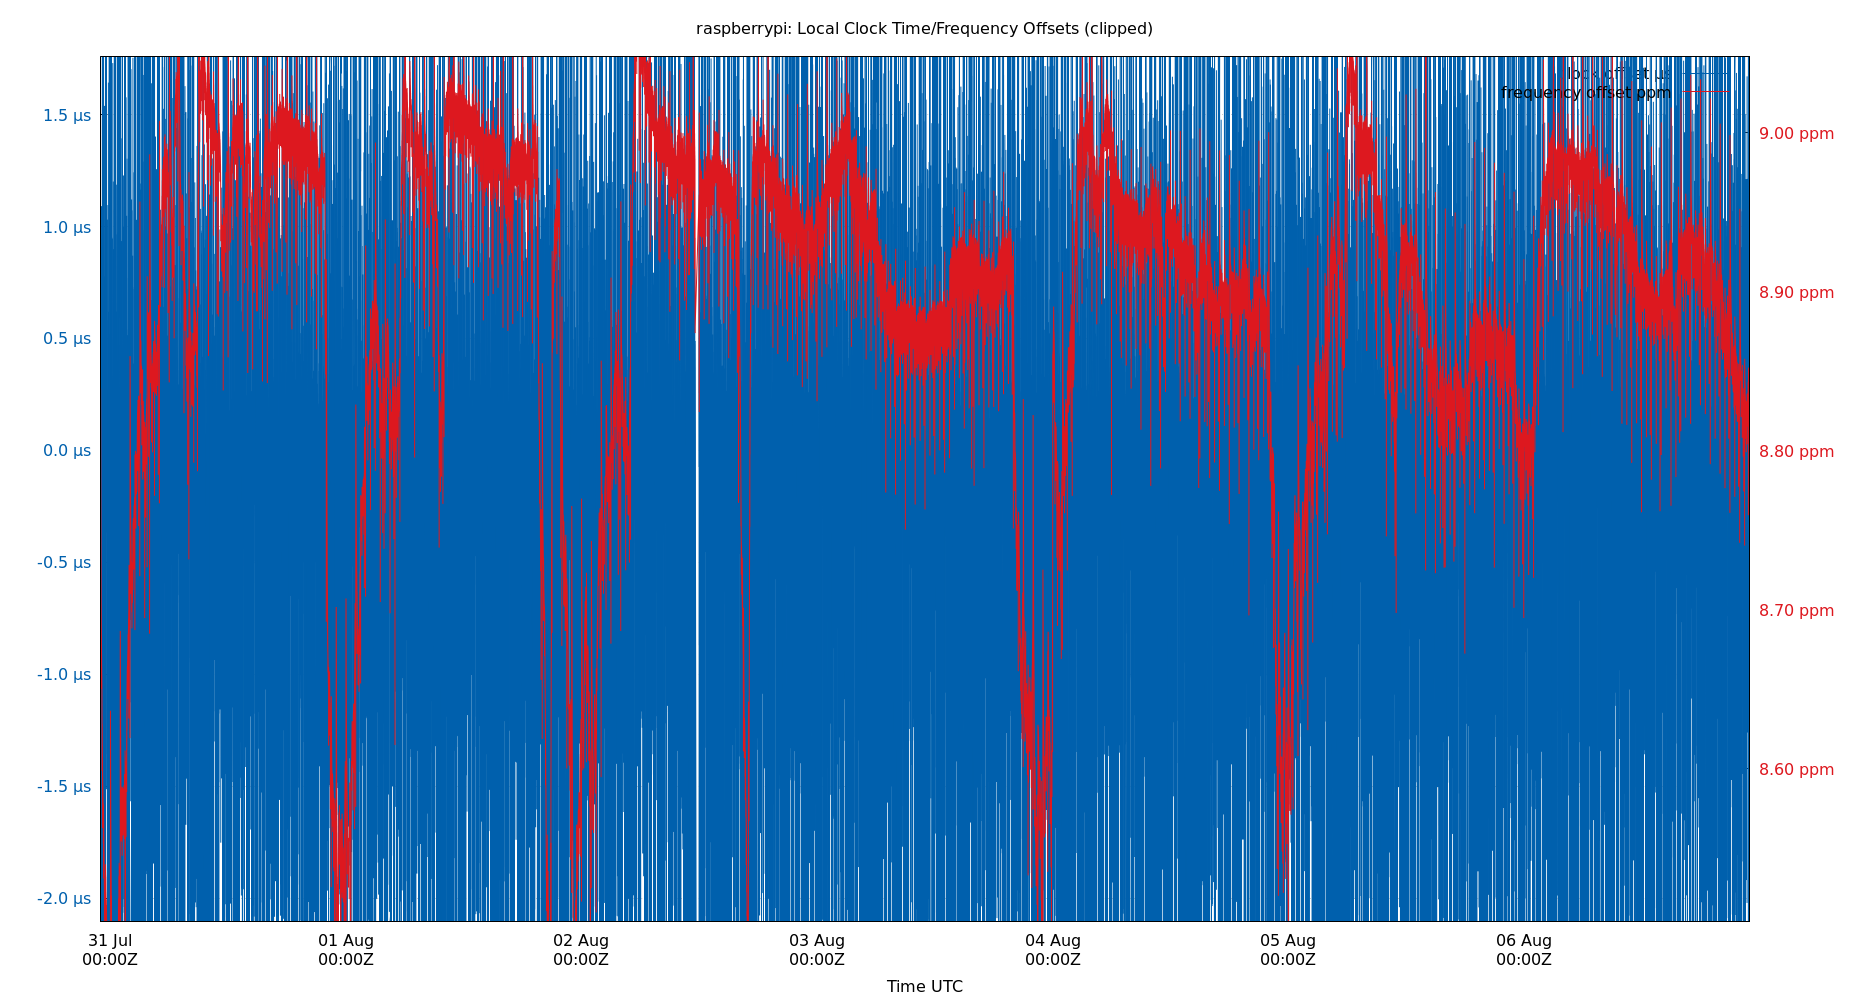 raspberrypi: Local Clock Time/Frequency Offsets (clipped)
frequency offset ppm
1.5 µs
1.0 µs
0.5 µs
0.0 µs
-0.5 µs
-1.0 µs
-1.5 µs
-2.0 µs
9.00 ppm
8.90 ppm
8.80 ppm
8.70 ppm
8.60 ppm
31 Jul 01 Aug 02 Aug 03 Aug 04 Aug 05 Aug 06 Aug
00:00Z 00:00Z 00:00Z 00:00Z 00:00Z 00:00Z 00:00Z
Time UTC